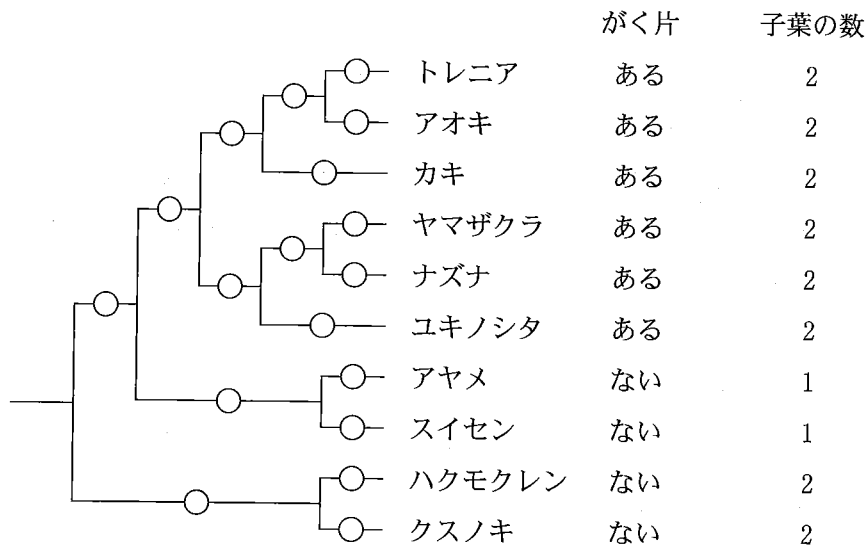 がく片 子葉の数
トレニア ある 2
アオキ ある 2
カキ ある 2
ヤマザクラ ある 2
ナズナ ある 2
ユキノシタ ある 2
アヤメ ない 1
スイセン ない 1
ハクモクレン ない 2
クスノキ ない 2